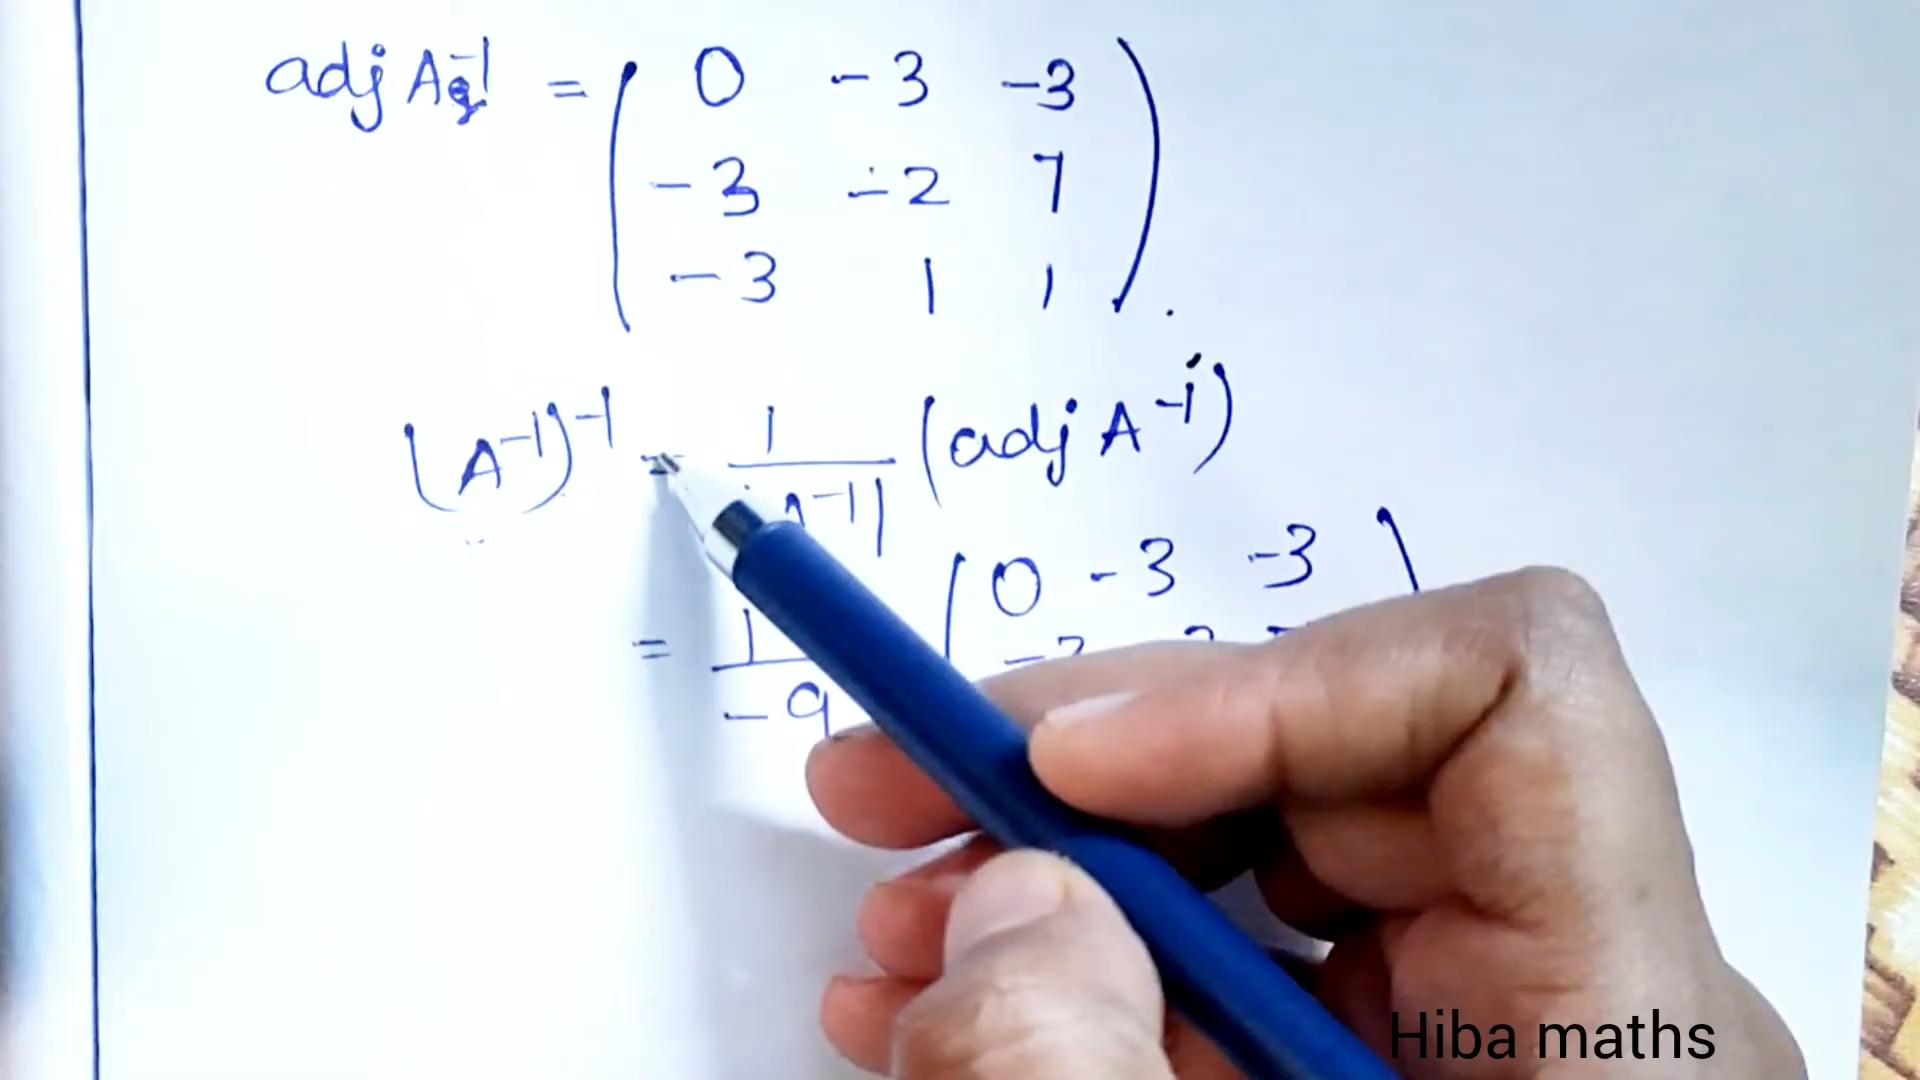 adj A⁻¹ = ( 0 -3 -3
-3 -2 7
-3 1 1 ).
(A⁻¹)⁻¹ = 1 / |A⁻¹| (adj A⁻¹)
= 1 / -9 ( 0 -3 -3 )
Hiba maths